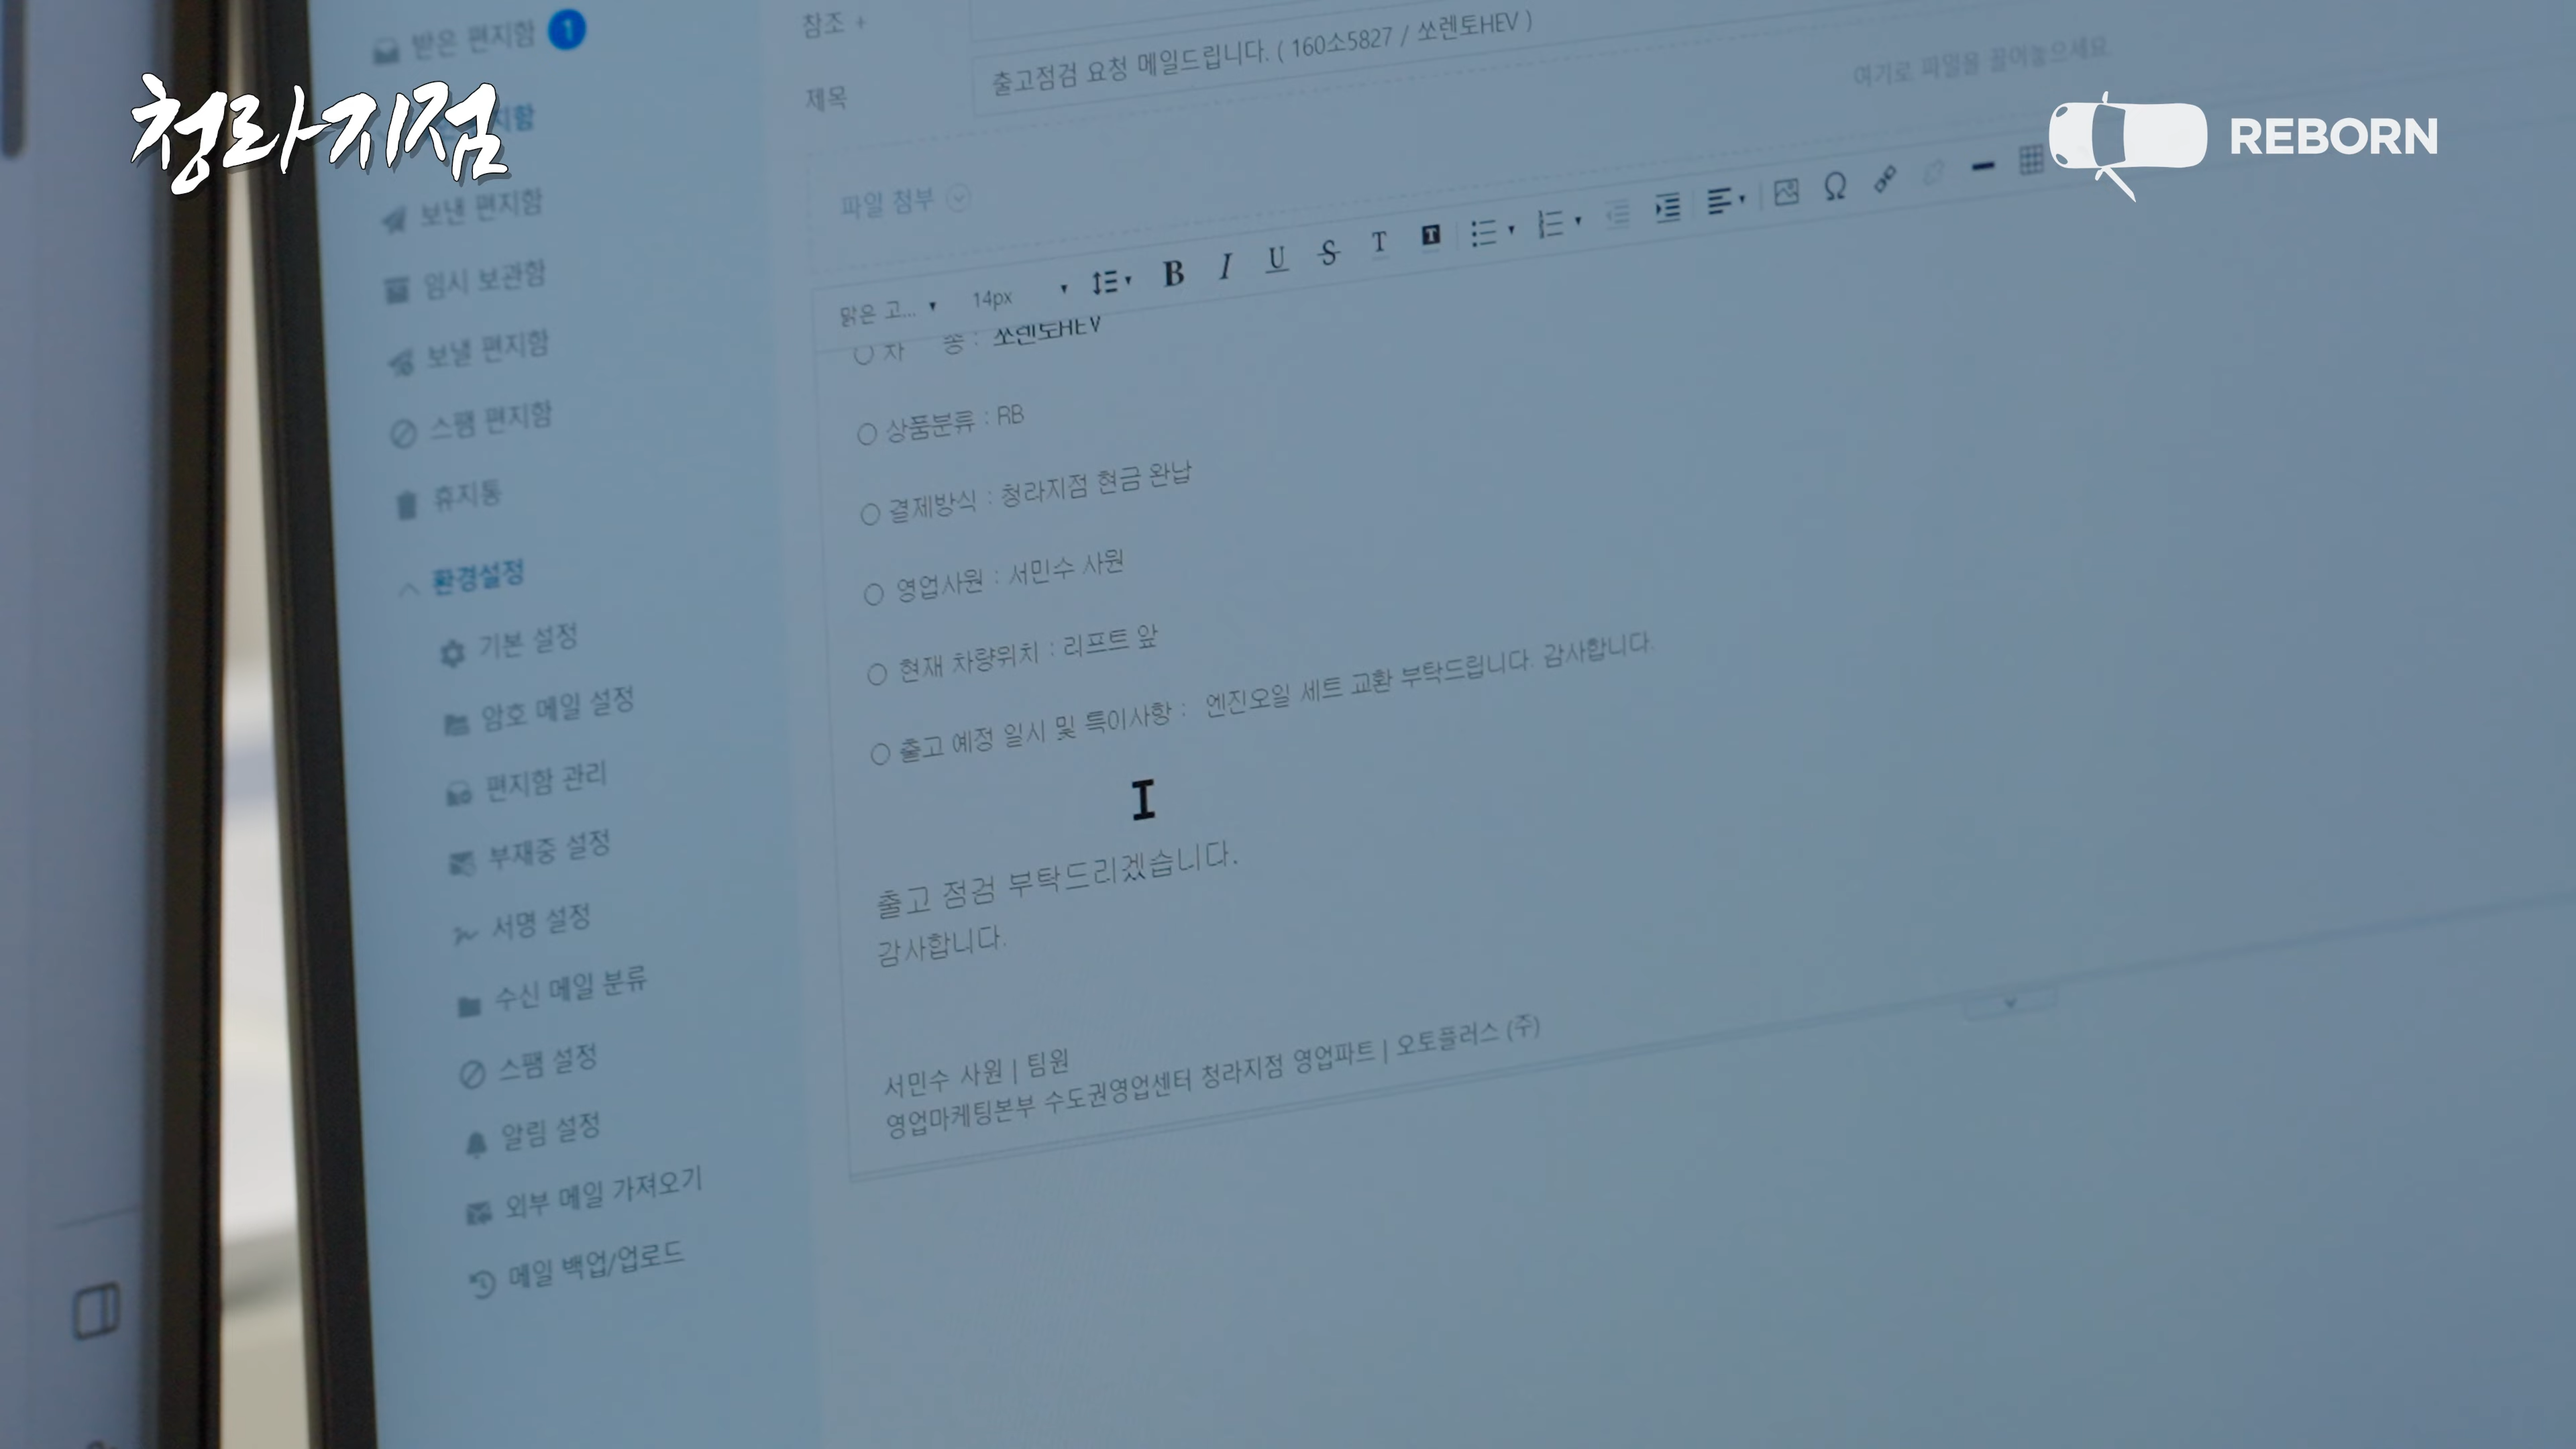 받은 편지함 1
청라지점
지함
보낸 편지함
임시 보관함
보낼 편지함
스팸 편지함
휴지통
환경설정
기본 설정
암호 메일 설정
편지함 관리
부재중 설정
서명 설정
수신 메일 분류
스팸 설정
알림 설정
외부 메일 가져오기
메일 백업/업로드
참조 +
제목 출고점검 요청 메일드립니다. ( 160소5827 / 쏘렌토HEV )
여기로 파일을 끌어놓으세요
REBORN
파일 첨부
맑은 고... 14px B I U S T T Ω
○ 차 종 : 쏘렌토HEV
○ 상품분류 : RB
○ 결제방식 : 청라지점 현금 완납
○ 영업사원 : 서민수 사원
○ 현재 차량위치 : 리프트 앞
○ 출고 예정 일시 및 특이사항 : 엔진오일 세트 교환 부탁드립니다. 감사합니다.
출고 점검 부탁드리겠습니다.
감사합니다.
서민수 사원 | 팀원
영업마케팅본부 수도권영업센터 청라지점 영업파트 | 오토플러스 (주)